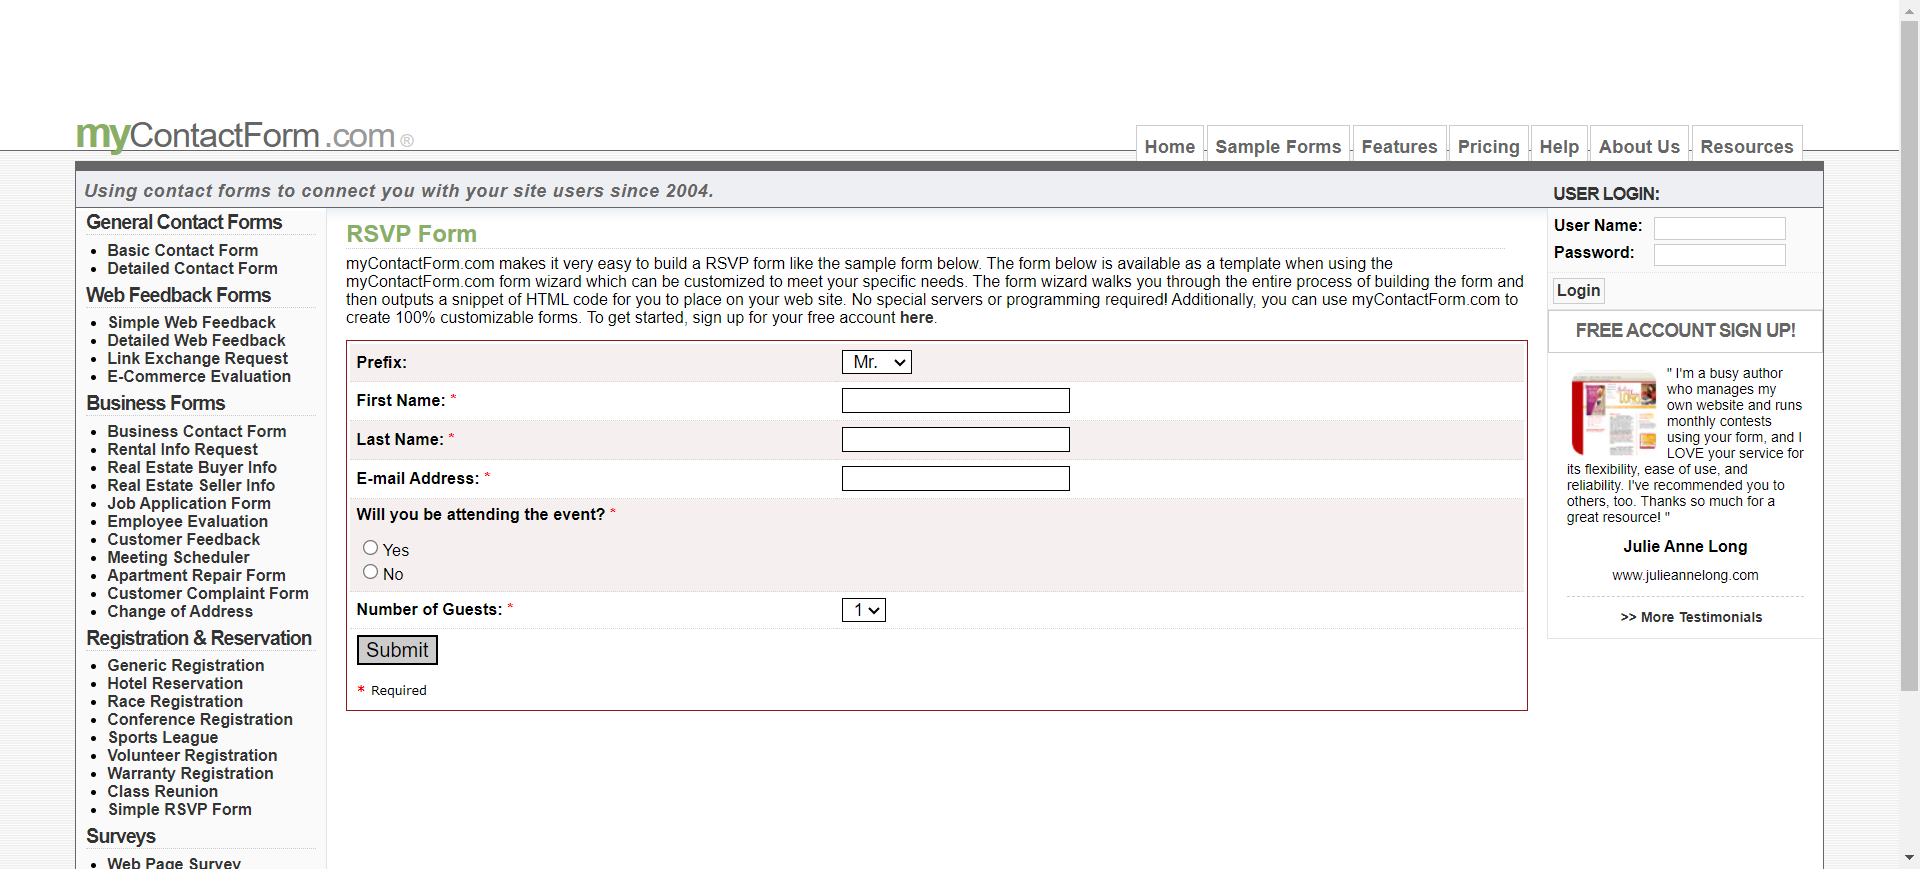 myContactForm.com ®
Home
Sample Forms
Features
Pricing
Help
About Us
Resources
Using contact forms to connect you with your site users since 2004.
USER LOGIN:
General Contact Forms
Basic Contact Form
Detailed Contact Form
Web Feedback Forms
Simple Web Feedback
Detailed Web Feedback
Link Exchange Request
E-Commerce Evaluation
Business Forms
Business Contact Form
Rental Info Request
Real Estate Buyer Info
Real Estate Seller Info
Job Application Form
Employee Evaluation
Customer Feedback
Meeting Scheduler
Apartment Repair Form
Customer Complaint Form
Change of Address
Registration & Reservation
Generic Registration
Hotel Reservation
Race Registration
Conference Registration
Sports League
Volunteer Registration
Warranty Registration
Class Reunion
Simple RSVP Form
Surveys
Web Page Survey
RSVP Form
myContactForm.com makes it very easy to build a RSVP form like the sample form below. The form below is available as a template when using the
myContactForm.com form wizard which can be customized to meet your specific needs. The form wizard walks you through the entire process of building the form and
then outputs a snippet of HTML code for you to place on your web site. No special servers or programming required! Additionally, you can use myContactForm.com to
create 100% customizable forms. To get started, sign up for your free account here.
Prefix: Mr.
First Name: *
Last Name: *
E-mail Address: *
Will you be attending the event? *
Yes
No
Number of Guests: * 1
Submit
* Required
User Name:
Password:
Login
FREE ACCOUNT SIGN UP!
" I'm a busy author
who manages my
own website and runs
monthly contests
using your form, and I
LOVE your service for
its flexibility, ease of use, and
reliability. I've recommended you to
others, too. Thanks so much for a
great resource! "
Julie Anne Long
www.julieannelong.com
>> More Testimonials